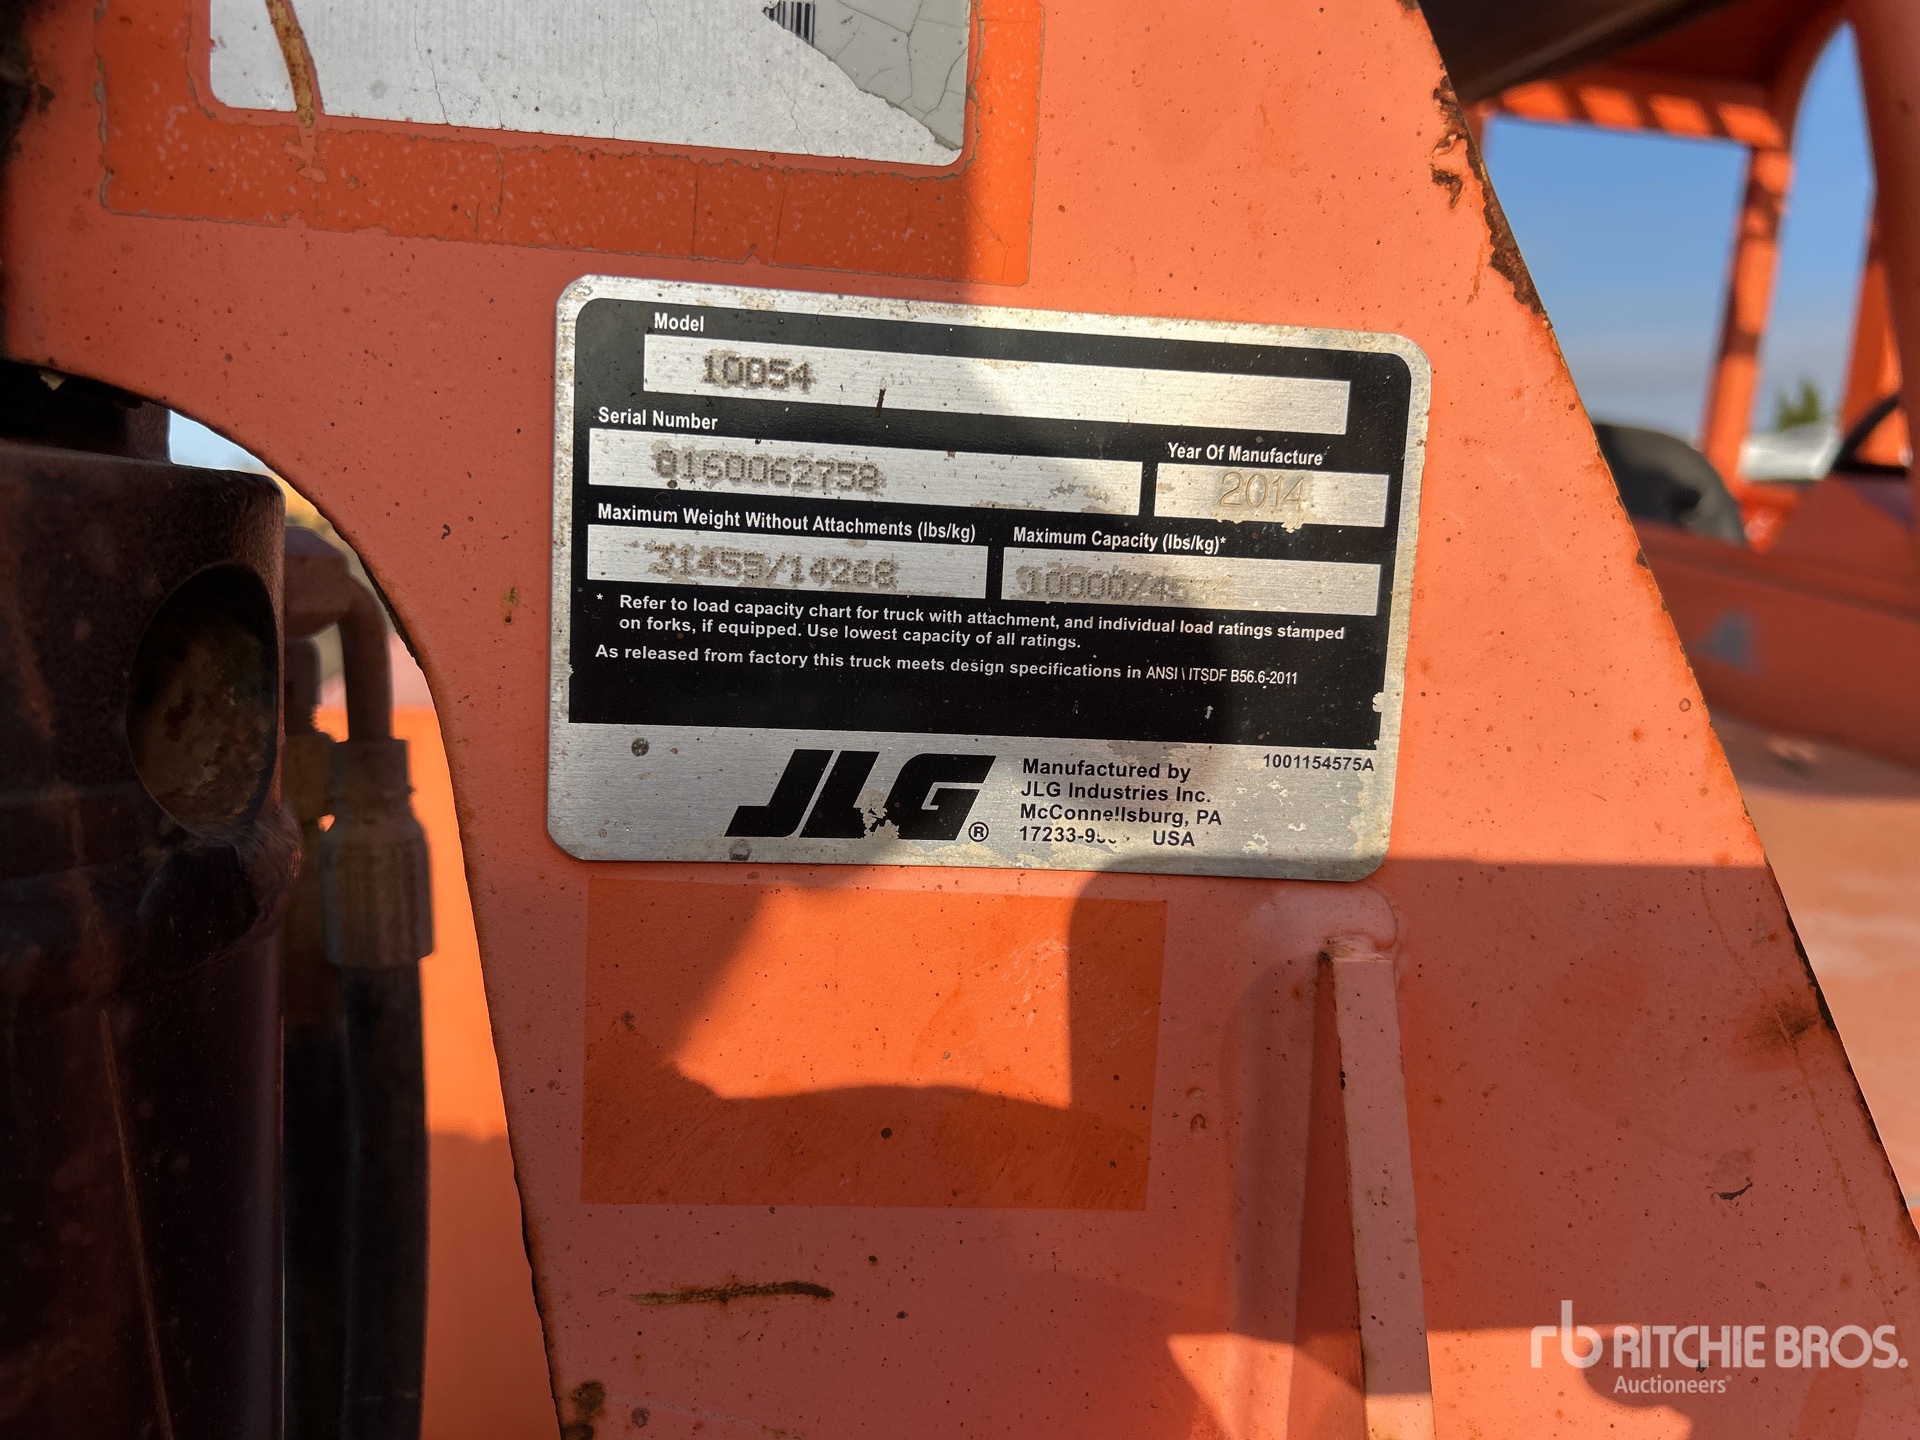 Model
10054
Serial Number
0160062758
Year Of Manufacture
2014
Maximum Weight Without Attachments (lbs/kg)
31459/14268
Maximum Capacity (lbs/kg)*
* Refer to load capacity chart for truck with attachment, and individual load ratings stamped
on forks, if equipped. Use lowest capacity of all ratings.
As released from factory this truck meets design specifications in ANSI \ ITSDF B56.6-2011
JLG®
Manufactured by
JLG Industries Inc.
McConnellsburg, PA
USA
1001154575A
rb RITCHIE BROS.
Auctioneers